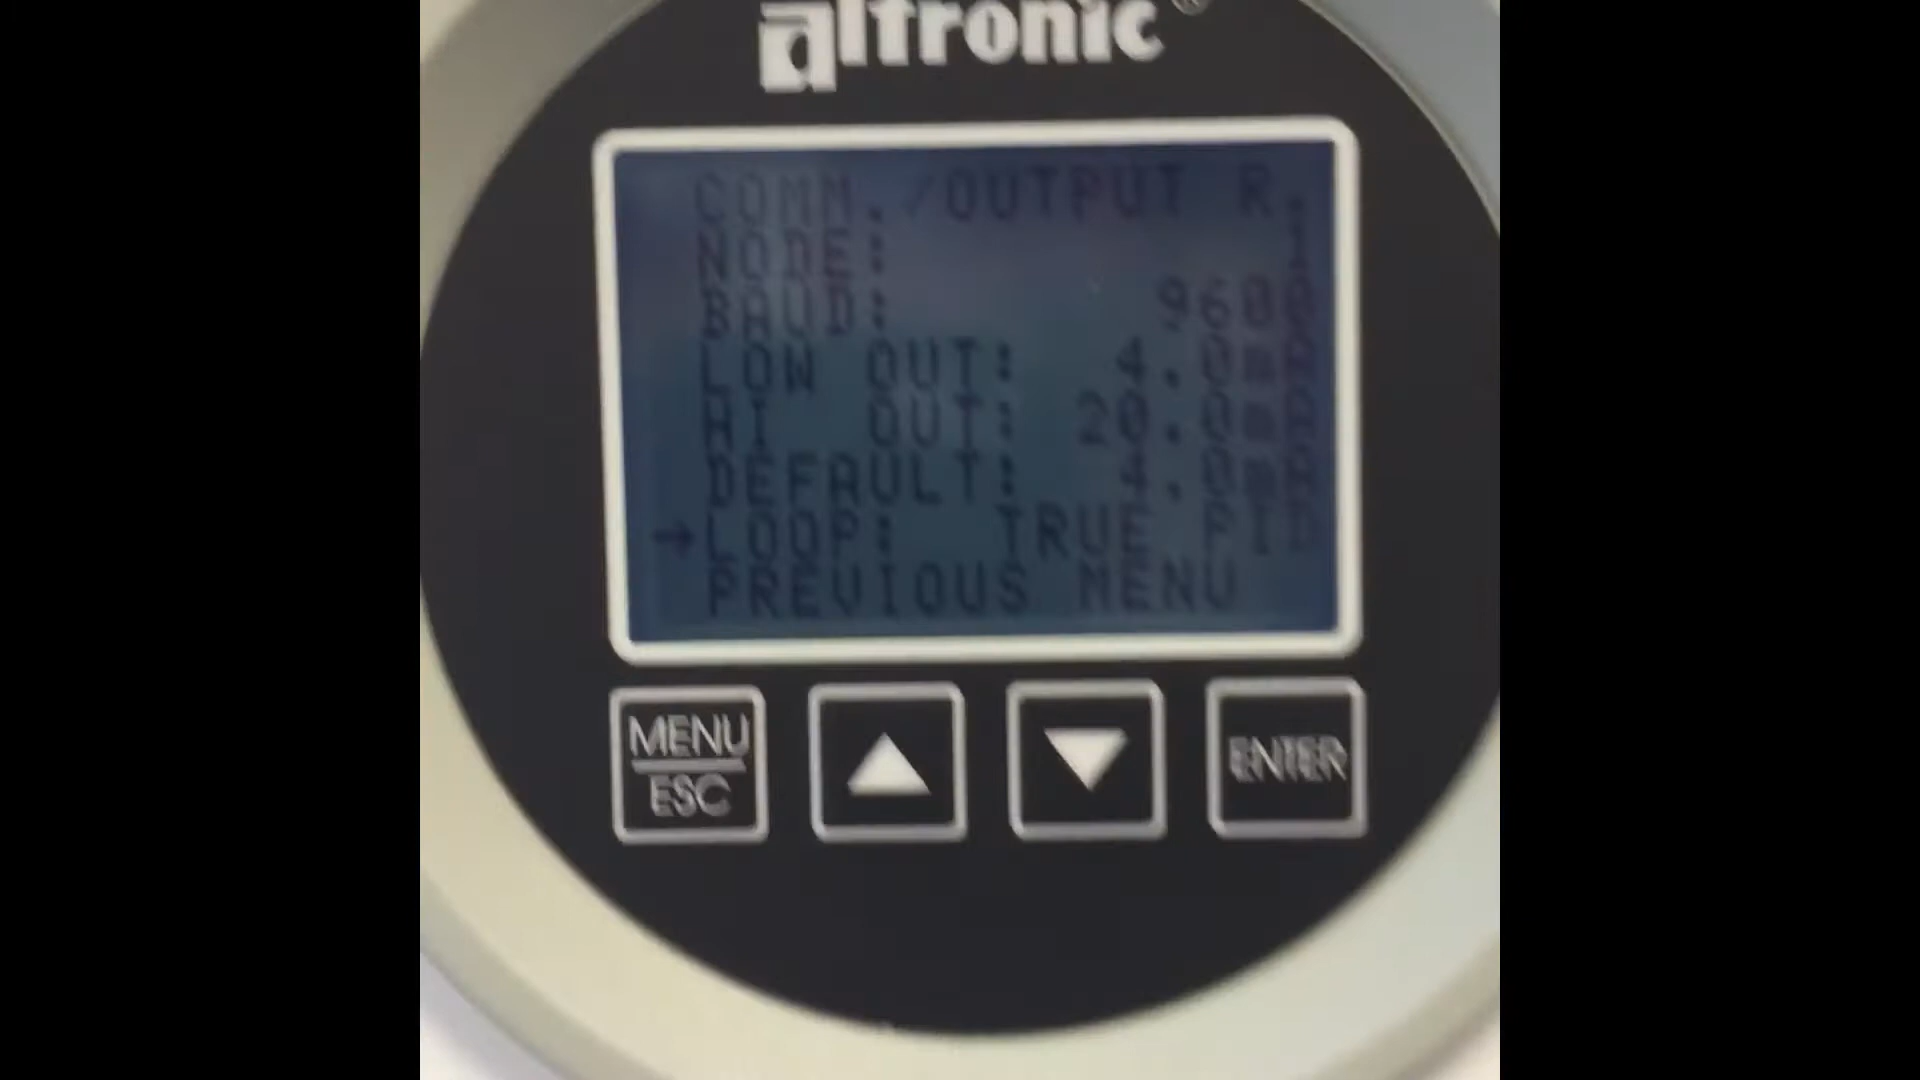 altronic®
COMM./OUTPUT R.
NODE: 1
BAUD: 9600
LOW OUT: 4.0mA
HI OUT: 20.0mA
DEFAULT: 4.0mA
→LOOP: TRUE PID
PREVIOUS MENU
MENU
ESC
ENTER